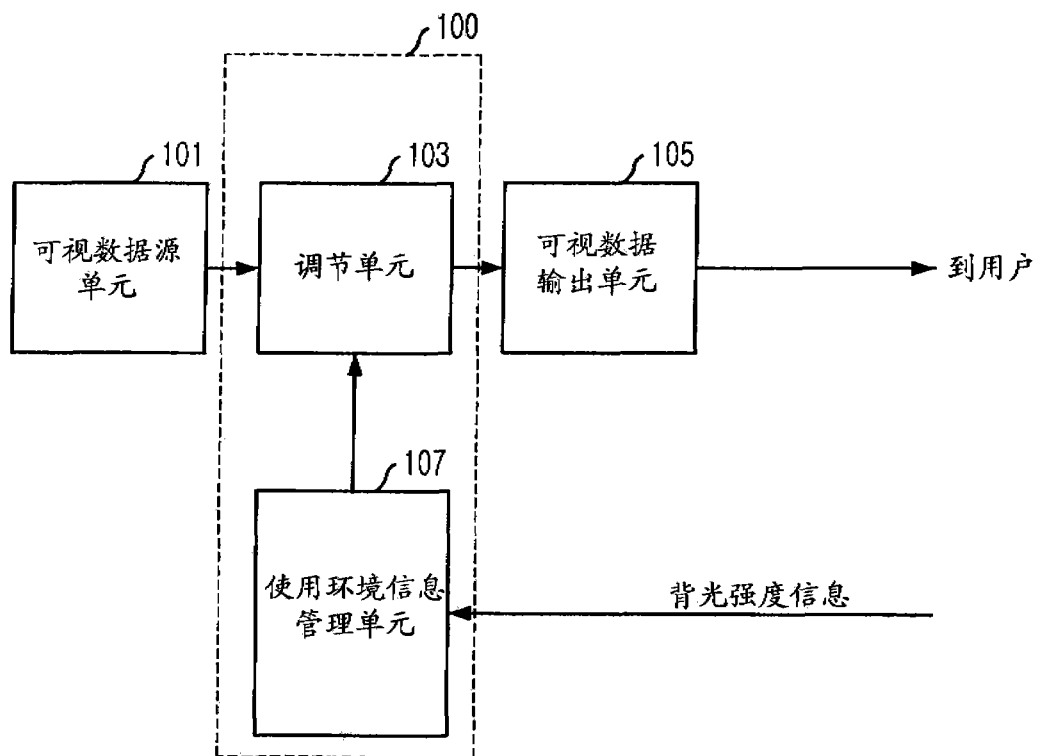 100
101
103
105
可视数据源
单元
调节单元
可视数据
输出单元
到用户
107
使用环境信息
管理单元
背光强度信息